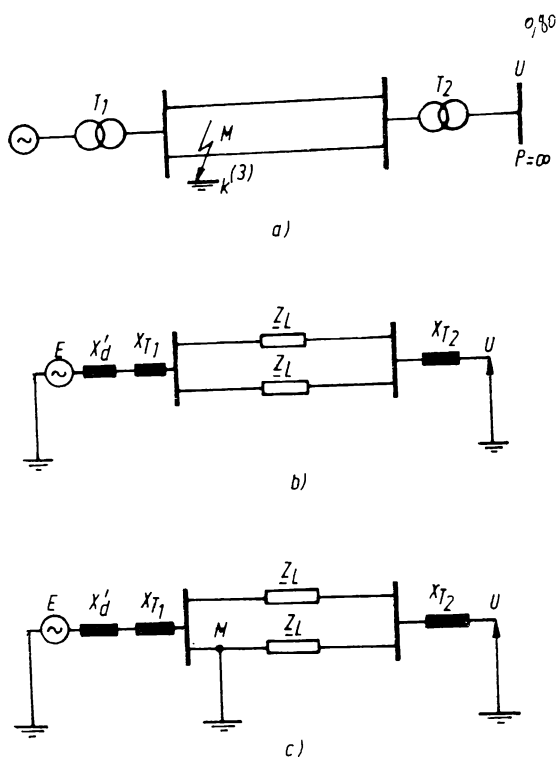 0,80
U
T₁
T₂
~
M
k⁽³⁾
P=∞
a)
E X'd XT₁ ZL XT₂ U
~
ZL
b)
E X'd XT₁ ZL XT₂ U
~
M ZL
c)